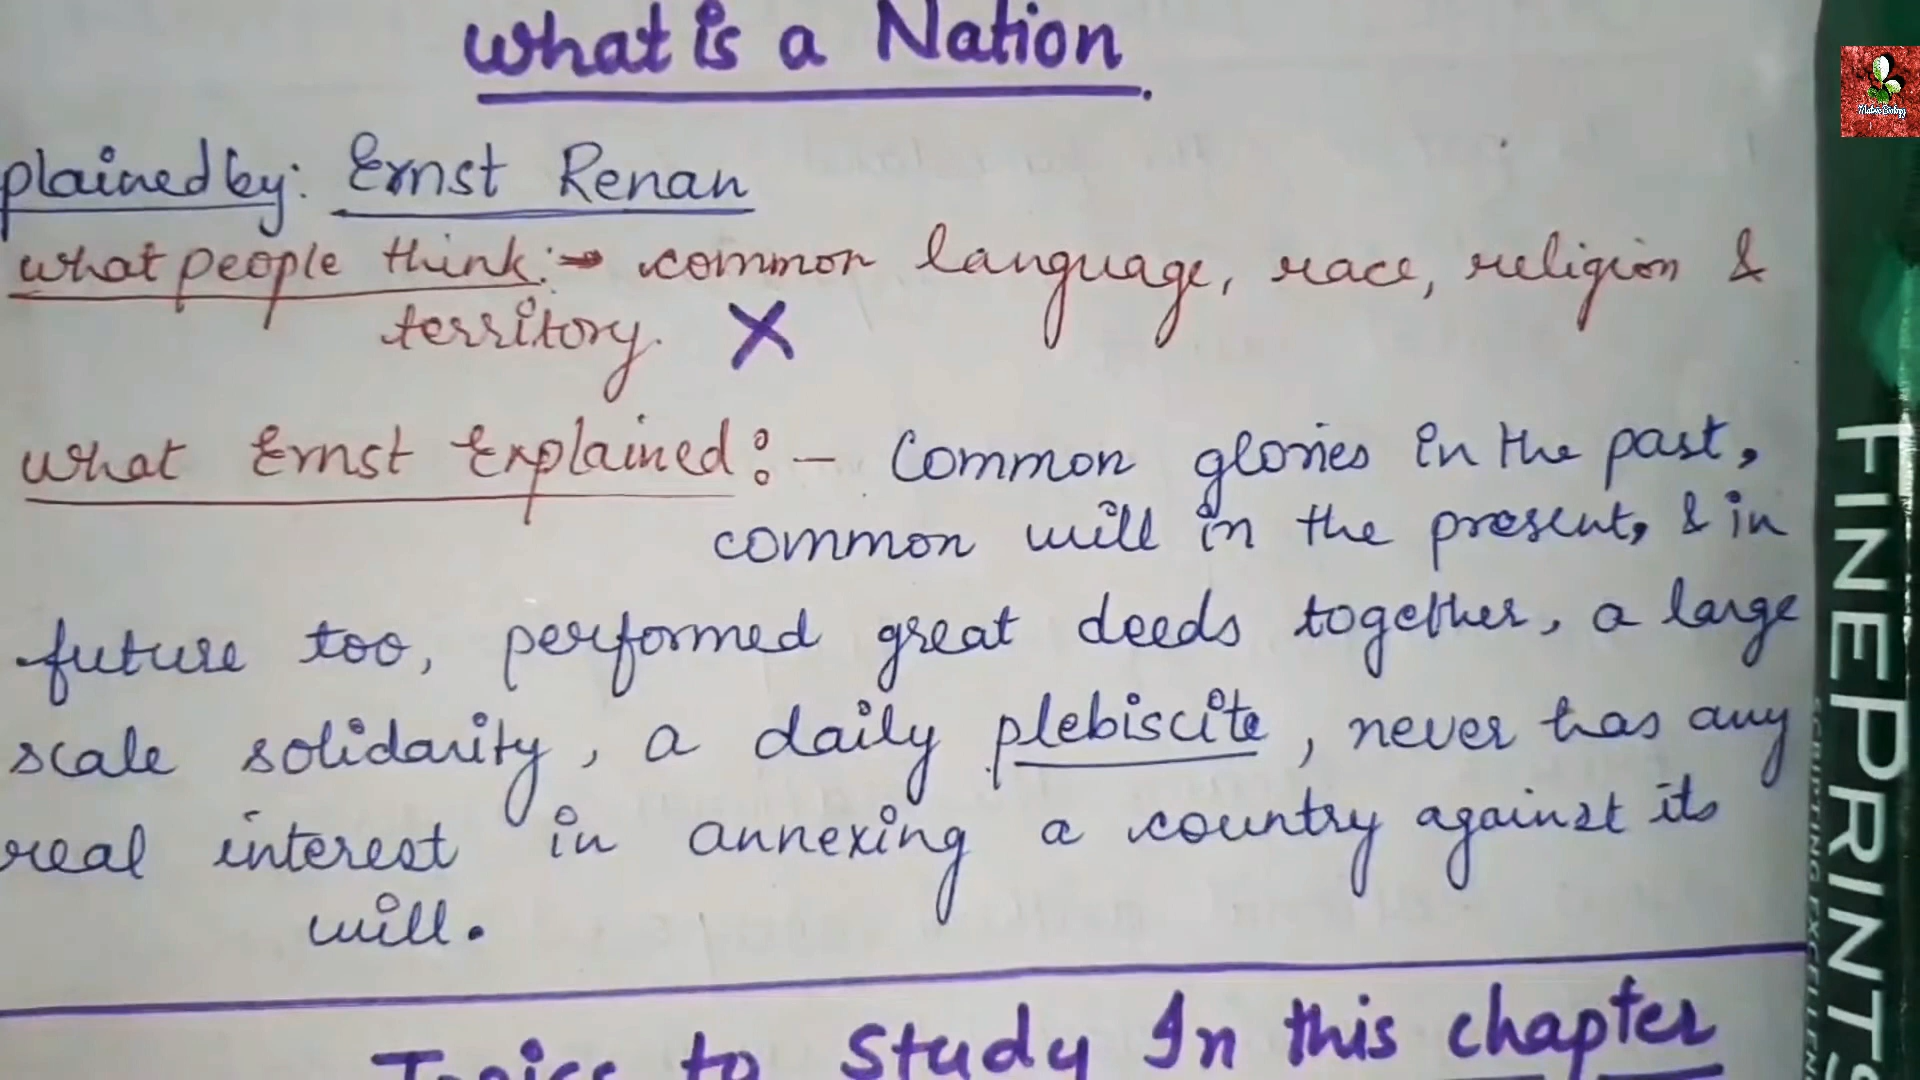 What is a Nation.
plained by: Ernst Renan
what people think:→ common language, race, religion &
territory. X
what Ernst Explained:- Common glories in the past,
common will in the present, & in
future too, performed great deeds together, a large
scale solidarity, a daily plebiscite, never has any
real interest in annexing a country against its
will.
Topics to Study In this chapter
FINEPRINTS